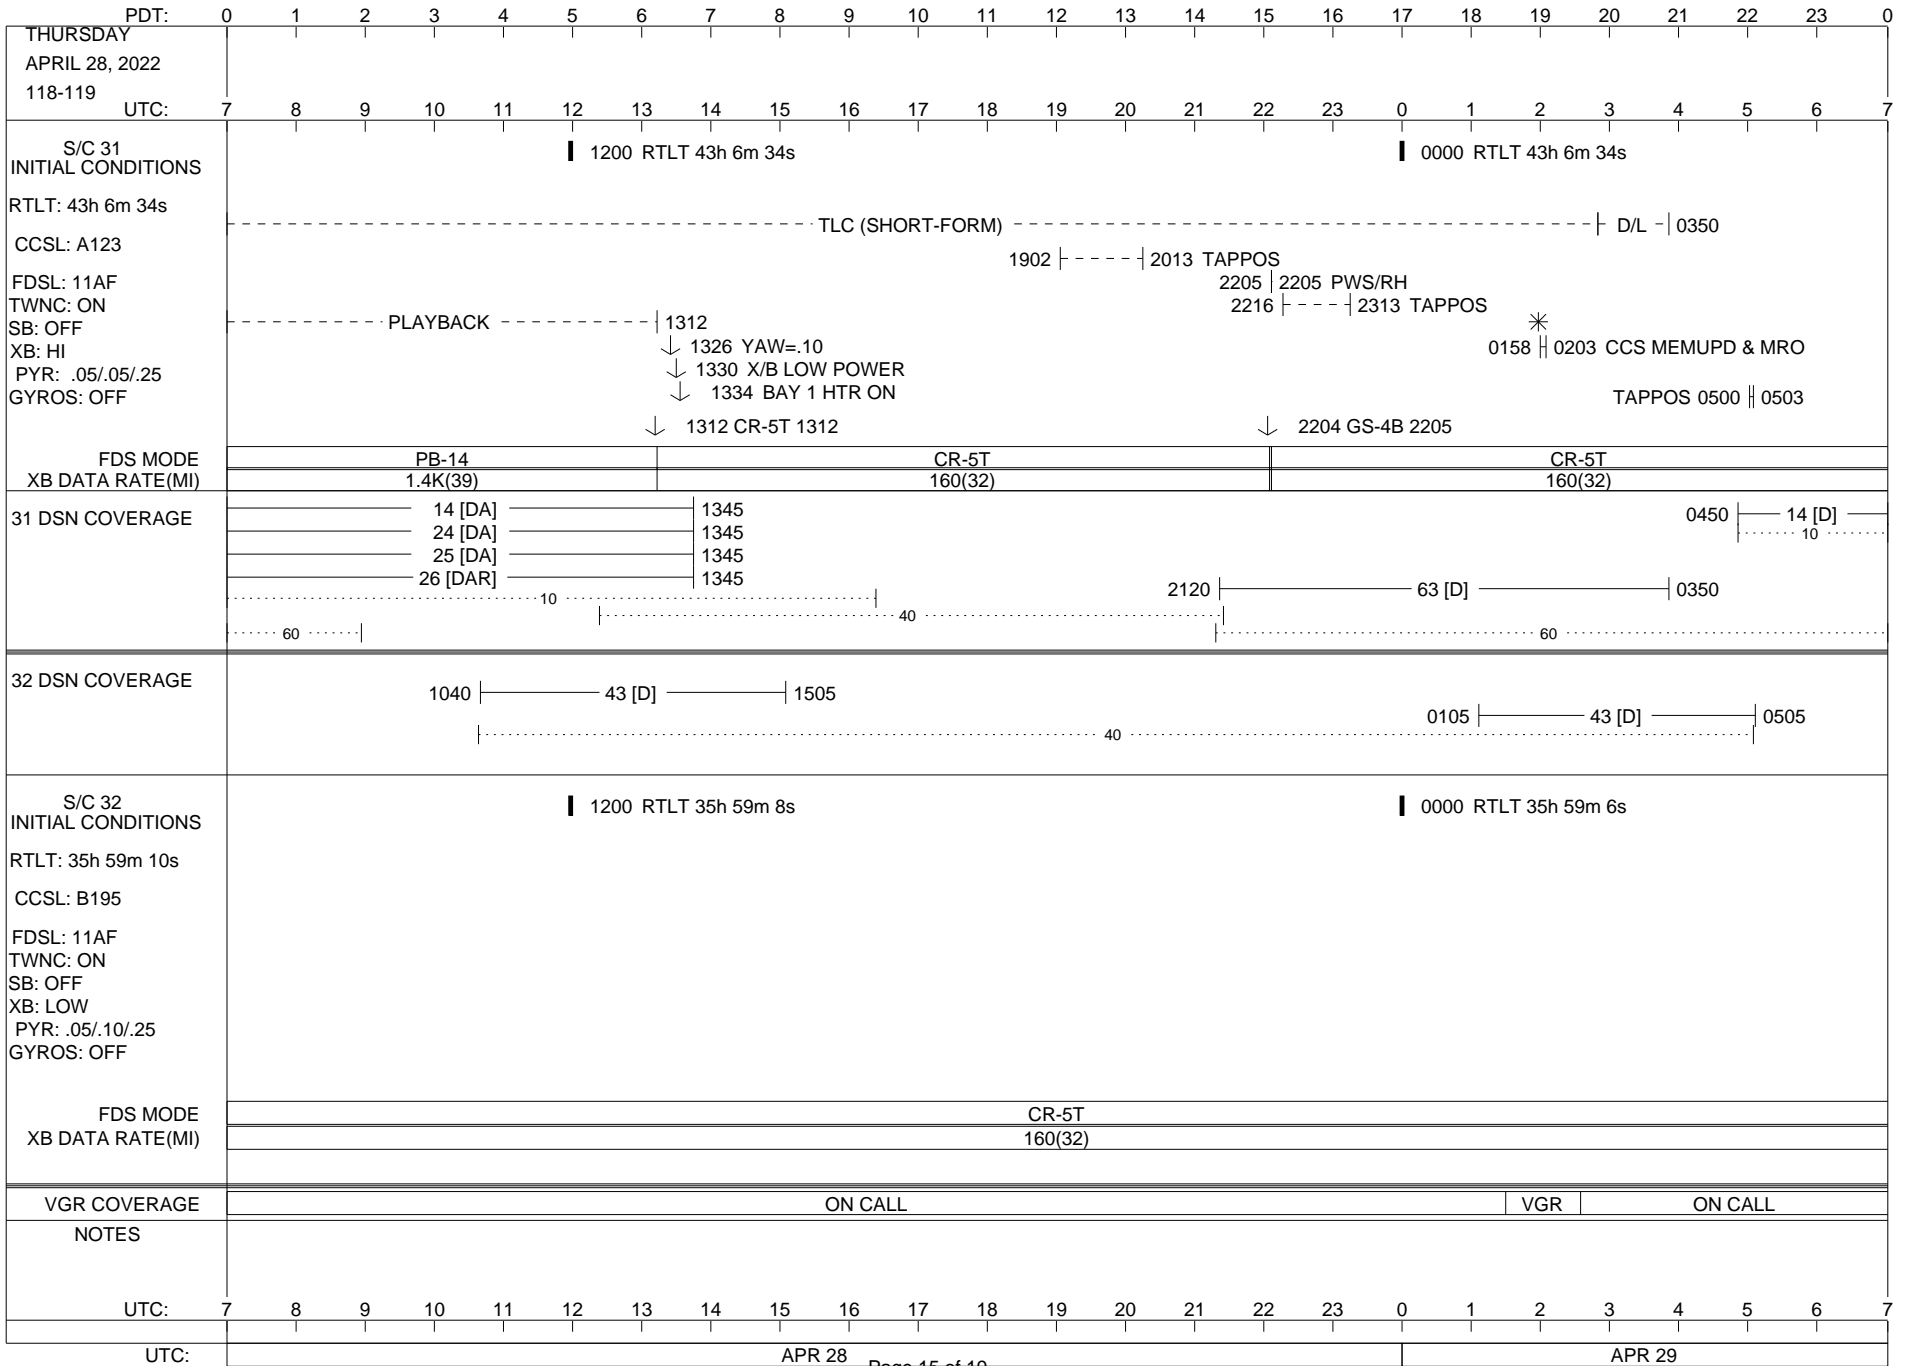 PDT: 0 1 2 3 4 5 6 7 8 9 10 11 12 13 14 15 16 17 18 19 20 21 22 23 0
THURSDAY
APRIL 28, 2022
118-119
UTC: 7 8 9 10 11 12 13 14 15 16 17 18 19 20 21 22 23 0 1 2 3 4 5 6 7
S/C 31
INITIAL CONDITIONS
1200 RTLT 43h 6m 34s
0000 RTLT 43h 6m 34s
RTLT: 43h 6m 34s
TLC (SHORT-FORM)
D/L
0350
CCSL: A123
1902
2013 TAPPOS
FDSL: 11AF
2205
2205 PWS/RH
TWNC: ON
2216
2313 TAPPOS
SB: OFF
PLAYBACK
1312
XB: HI
1326 YAW=.10
0158
0203 CCS MEMUPD & MRO
PYR: .05/.05/.25
1330 X/B LOW POWER
GYROS: OFF
1334 BAY 1 HTR ON
TAPPOS 0500
0503
1312 CR-5T 1312
2204 GS-4B 2205
FDS MODE
PB-14
CR-5T
CR-5T
XB DATA RATE(MI)
1.4K(39)
160(32)
160(32)
31 DSN COVERAGE
14 [DA] 1345
0450 14 [D]
24 [DA] 1345
10
25 [DA] 1345
26 [DAR] 1345
2120 63 [D] 0350
10
40
60
60
32 DSN COVERAGE
1040 43 [D] 1505
0105 43 [D] 0505
40
S/C 32
INITIAL CONDITIONS
1200 RTLT 35h 59m 8s
0000 RTLT 35h 59m 6s
RTLT: 35h 59m 10s
CCSL: B195
FDSL: 11AF
TWNC: ON
SB: OFF
XB: LOW
PYR: .05/.10/.25
GYROS: OFF
FDS MODE
CR-5T
XB DATA RATE(MI)
160(32)
VGR COVERAGE
ON CALL
VGR
ON CALL
NOTES
UTC: 7 8 9 10 11 12 13 14 15 16 17 18 19 20 21 22 23 0 1 2 3 4 5 6 7
UTC:
APR 28
APR 29
Page 15 of 19